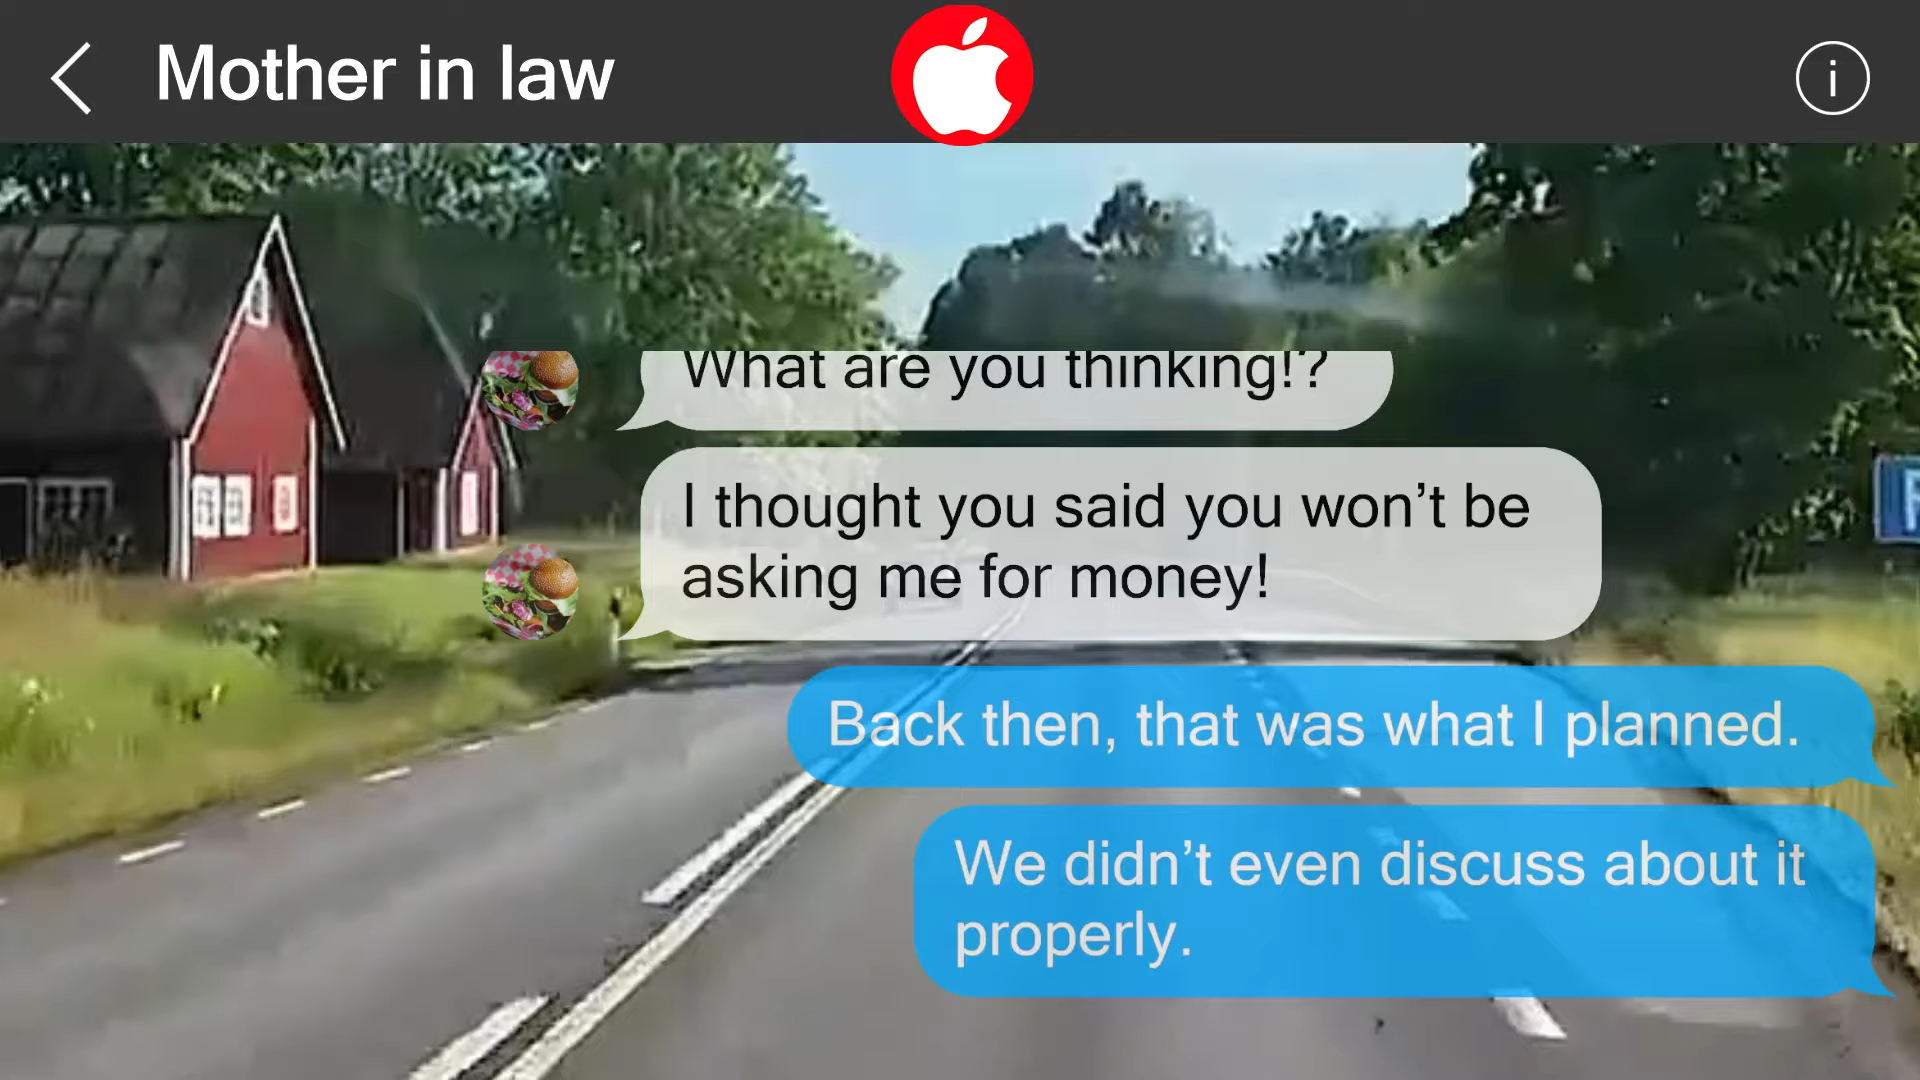 Mother in law
What are you thinking!?
I thought you said you won’t be
asking me for money!
Back then, that was what I planned.
We didn’t even discuss about it
properly.